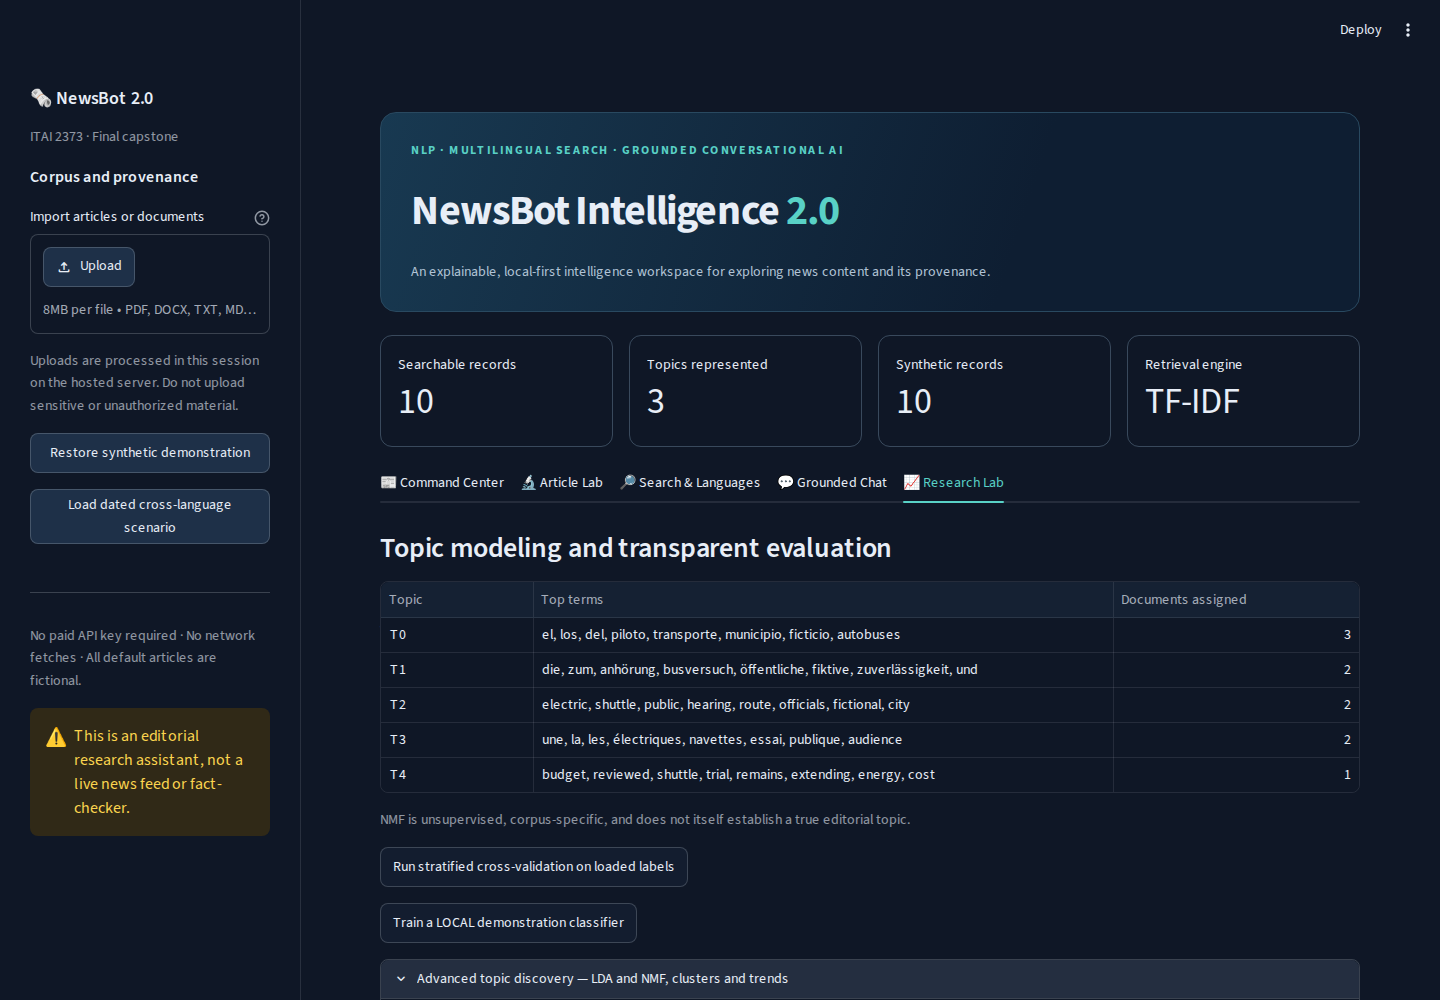 Deploy
🗞️ NewsBot 2.0
ITAI 2373 · Final capstone
Corpus and provenance
Import articles or documents
Upload
8MB per file • PDF, DOCX, TXT, MD...
Uploads are processed in this session
on the hosted server. Do not upload
sensitive or unauthorized material.
Restore synthetic demonstration
Load dated cross-language
scenario
No paid API key required · No network
fetches · All default articles are
fictional.
⚠️ This is an editorial
research assistant, not a
live news feed or fact-
checker.
NLP · MULTILINGUAL SEARCH · GROUNDED CONVERSATIONAL AI
NewsBot Intelligence 2.0
An explainable, local-first intelligence workspace for exploring news content and its provenance.
Searchable records
10
Topics represented
3
Synthetic records
10
Retrieval engine
TF-IDF
📰 Command Center 🔬 Article Lab 🔎 Search & Languages 💬 Grounded Chat 📈 Research Lab
Topic modeling and transparent evaluation
Topic Top terms Documents assigned
T0 el, los, del, piloto, transporte, municipio, ficticio, autobuses 3
T1 die, zum, anhörung, busversuch, öffentliche, fiktive, zuverlässigkeit, und 2
T2 electric, shuttle, public, hearing, route, officials, fictional, city 2
T3 une, la, les, électriques, navettes, essai, publique, audience 2
T4 budget, reviewed, shuttle, trial, remains, extending, energy, cost 1
NMF is unsupervised, corpus-specific, and does not itself establish a true editorial topic.
Run stratified cross-validation on loaded labels
Train a LOCAL demonstration classifier
Advanced topic discovery — LDA and NMF, clusters and trends